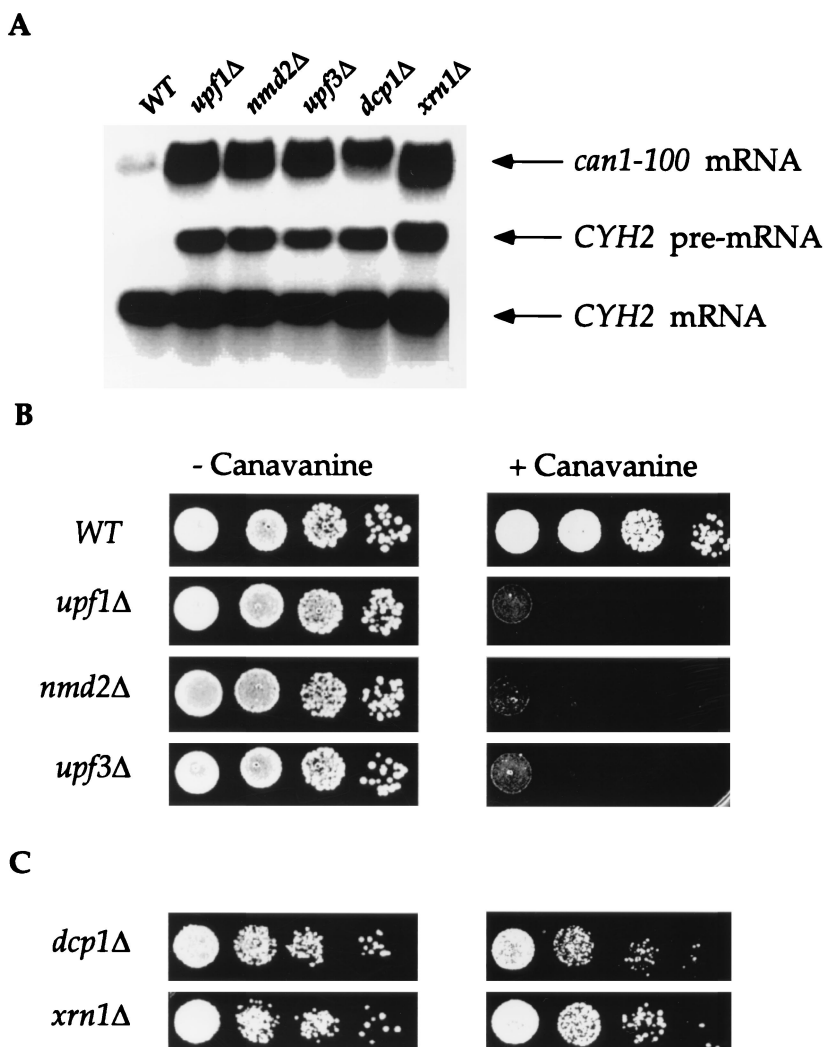 A
WT upf1Δ nmd2Δ upf3Δ dcp1Δ xrn1Δ
can1-100 mRNA
CYH2 pre-mRNA
CYH2 mRNA
B
- Canavanine + Canavanine
WT
upf1Δ
nmd2Δ
upf3Δ
C
dcp1Δ
xrn1Δ